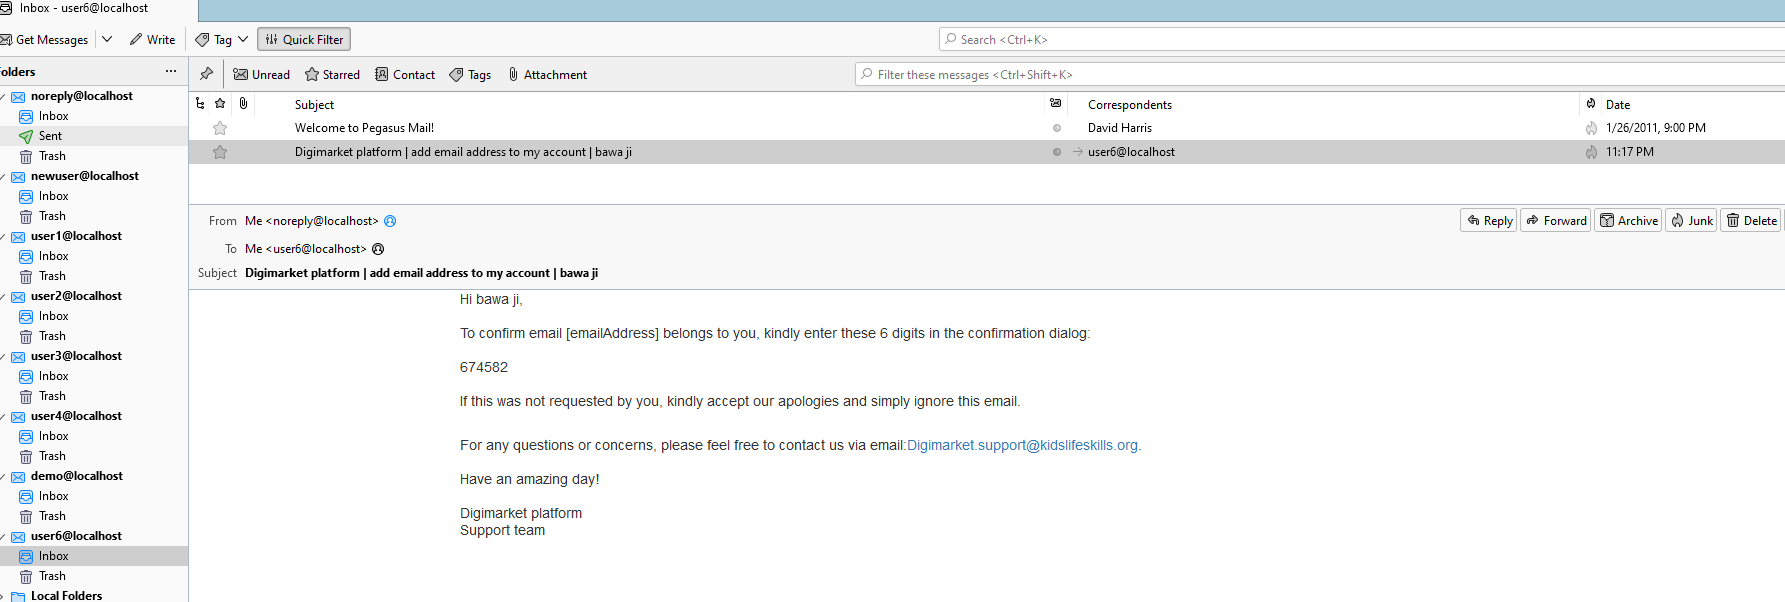 Inbox - user6@localhost
Get Messages Write Tag Quick Filter Search <Ctrl+K>
olders ... Unread Starred Contact Tags Attachment Filter these messages <Ctrl+Shift+K>
noreply@localhost
Inbox
Sent
Trash
newuser@localhost
Inbox
Trash
user1@localhost
Inbox
Trash
user2@localhost
Inbox
Trash
user3@localhost
Inbox
Trash
user4@localhost
Inbox
Trash
demo@localhost
Inbox
Trash
user6@localhost
Inbox
Trash
Local Folders
Subject Correspondents Date
Welcome to Pegasus Mail! David Harris 1/26/2011, 9:00 PM
Digimarket platform | add email address to my account | bawa ji user6@localhost 11:17 PM
From Me <noreply@localhost> Reply Forward Archive Junk Delete
To Me <user6@localhost>
Subject Digimarket platform | add email address to my account | bawa ji
Hi bawa ji,
To confirm email [emailAddress] belongs to you, kindly enter these 6 digits in the confirmation dialog:
674582
If this was not requested by you, kindly accept our apologies and simply ignore this email.
For any questions or concerns, please feel free to contact us via email:Digimarket.support@kidslifeskills.org.
Have an amazing day!
Digimarket platform
Support team